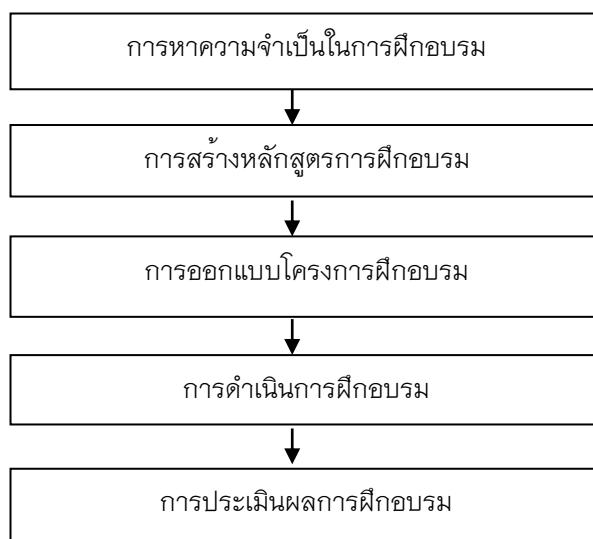 การหาความจำเป็นในการฝึกอบรม
การสร้างหลักสูตรการฝึกอบรม
การออกแบบโครงการฝึกอบรม
การดำเนินการฝึกอบรม
การประเมินผลการฝึกอบรม